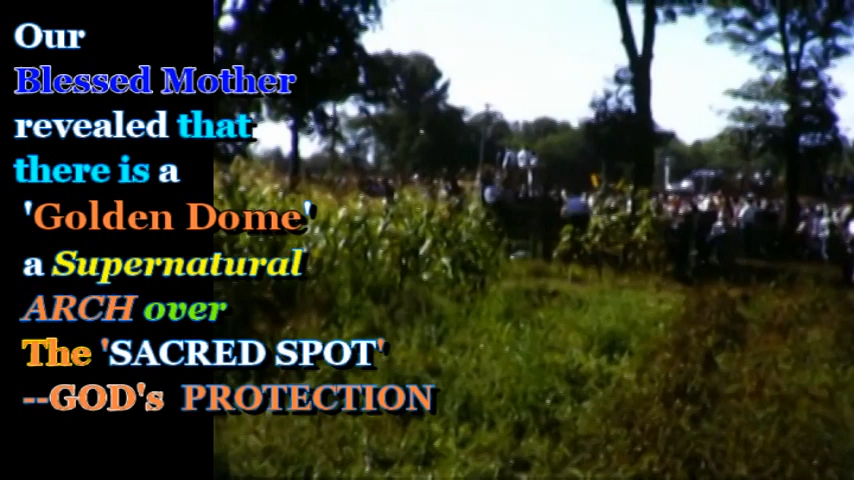 Our
Blessed Mother
revealed that
there is a
'Golden Dome'
a Supernatural
ARCH over
The 'SACRED SPOT'
--GOD's PROTECTION